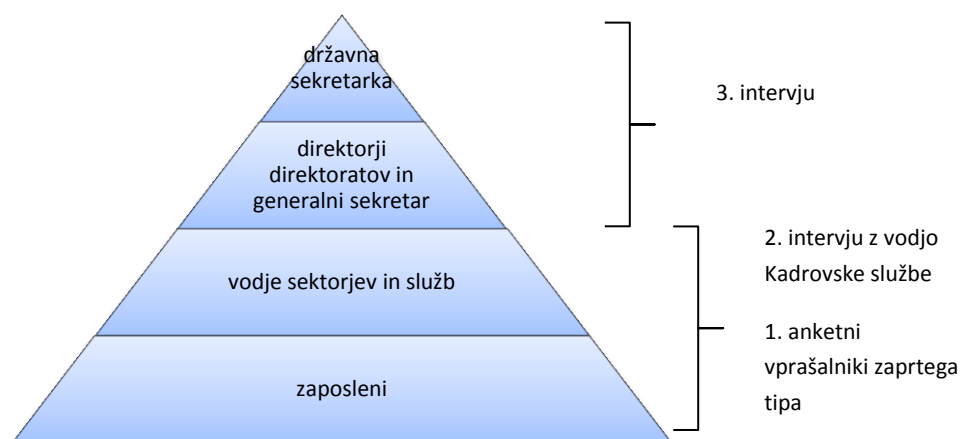 državna
sekretarka
direktorji
direktoratov in
generalni sekretar
vodje sektorjev in služb
zaposleni
3. intervju
2. intervju z vodjo
Kadrovske službe
1. anketni
vprašalniki zaprtega
tipa